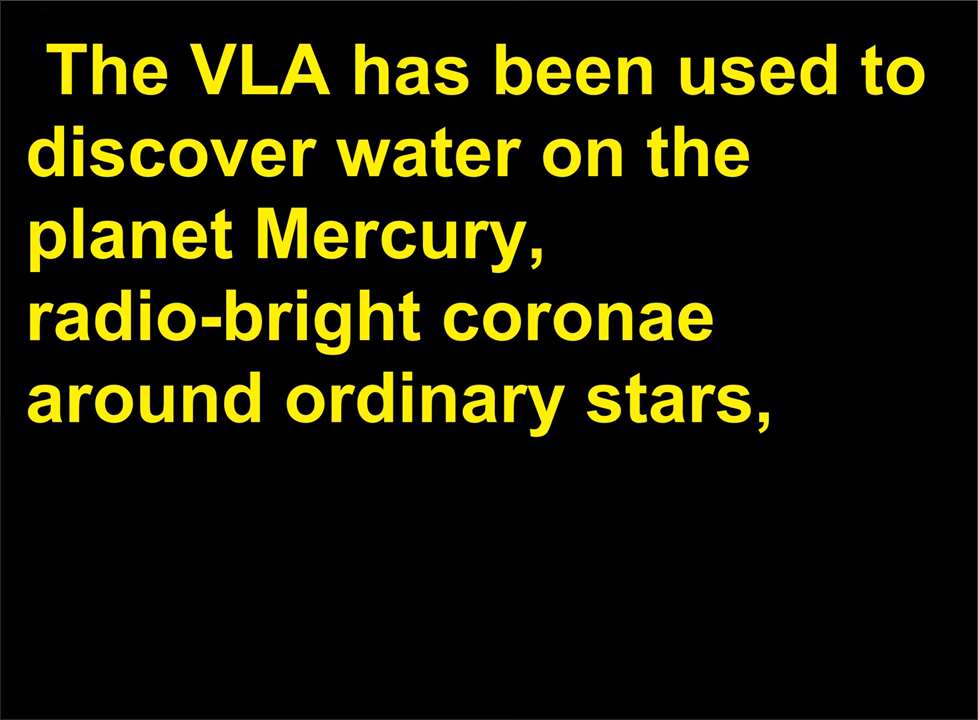 The VLA has been used to
discover water on the
planet Mercury,
radio-bright coronae
around ordinary stars,